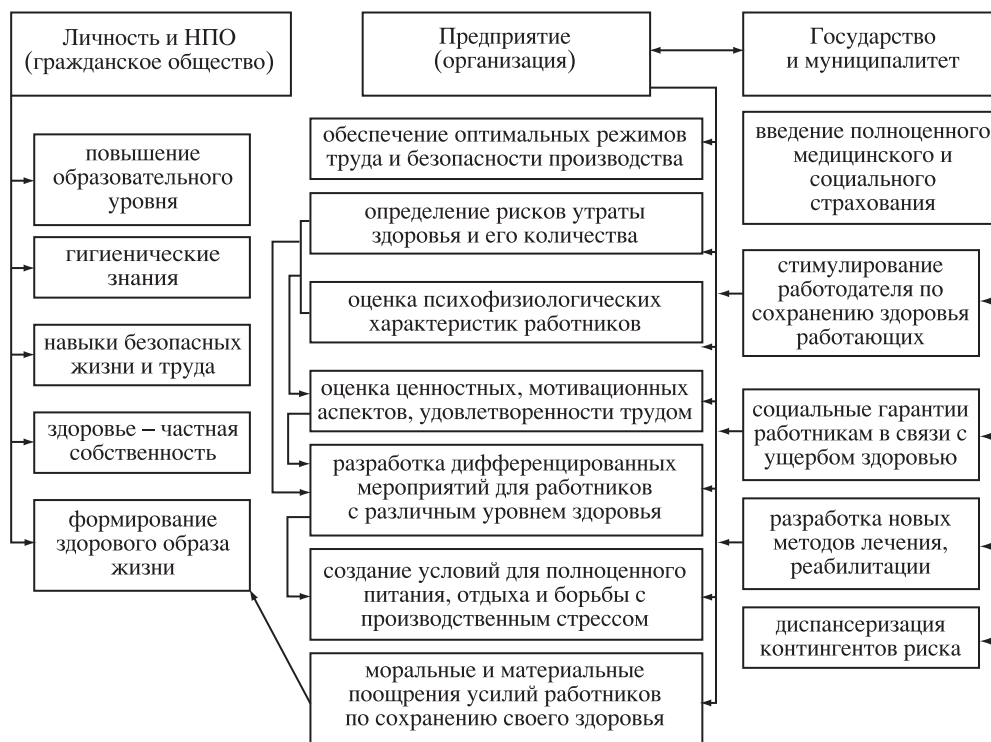 Личность и НПО
(гражданское общество)
повышение
образовательного
уровня
гигиенические
знания
навыки безопасных
жизни и труда
здоровье – частная
собственность
формирование
здорового образа
жизни
Предприятие
(организация)
обеспечение оптимальных режимов
труда и безопасности производства
определение рисков утраты
здоровья и его количества
оценка психофизиологических
характеристик работников
оценка ценностных, мотивационных
аспектов, удовлетворенности трудом
разработка дифференцированных
мероприятий для работников
с различным уровнем здоровья
создание условий для полноценного
питания, отдыха и борьбы с
производственным стрессом
моральные и материальные
поощрения усилий работников
по сохранению своего здоровья
Государство
и муниципалитет
введение полноценного
медицинского и
социального
страхования
стимулирование
работодателя по
сохранению здоровья
работающих
социальные гарантии
работникам в связи с
ущербом здоровью
разработка новых
методов лечения,
реабилитации
диспансеризация
контингентов риска